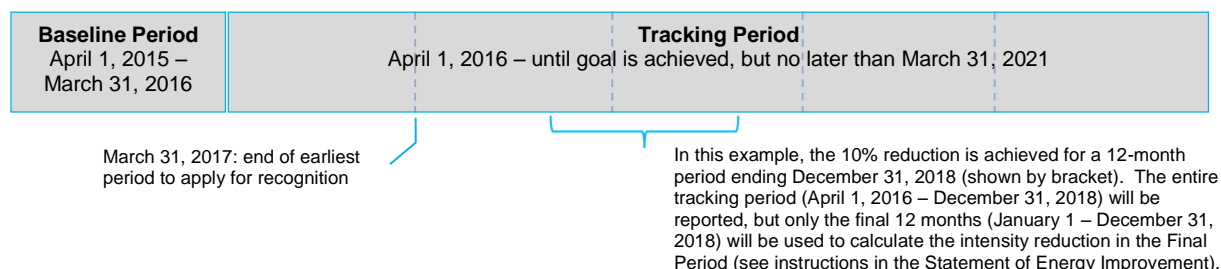 Baseline Period
April 1, 2015 –
March 31, 2016
Tracking Period
April 1, 2016 – until goal is achieved, but no later than March 31, 2021
March 31, 2017: end of earliest
period to apply for recognition
In this example, the 10% reduction is achieved for a 12-month
period ending December 31, 2018 (shown by bracket).  The entire
tracking period (April 1, 2016 – December 31, 2018) will be
reported, but only the final 12 months (January 1 – December 31,
2018) will be used to calculate the intensity reduction in the Final
Period (see instructions in the Statement of Energy Improvement).